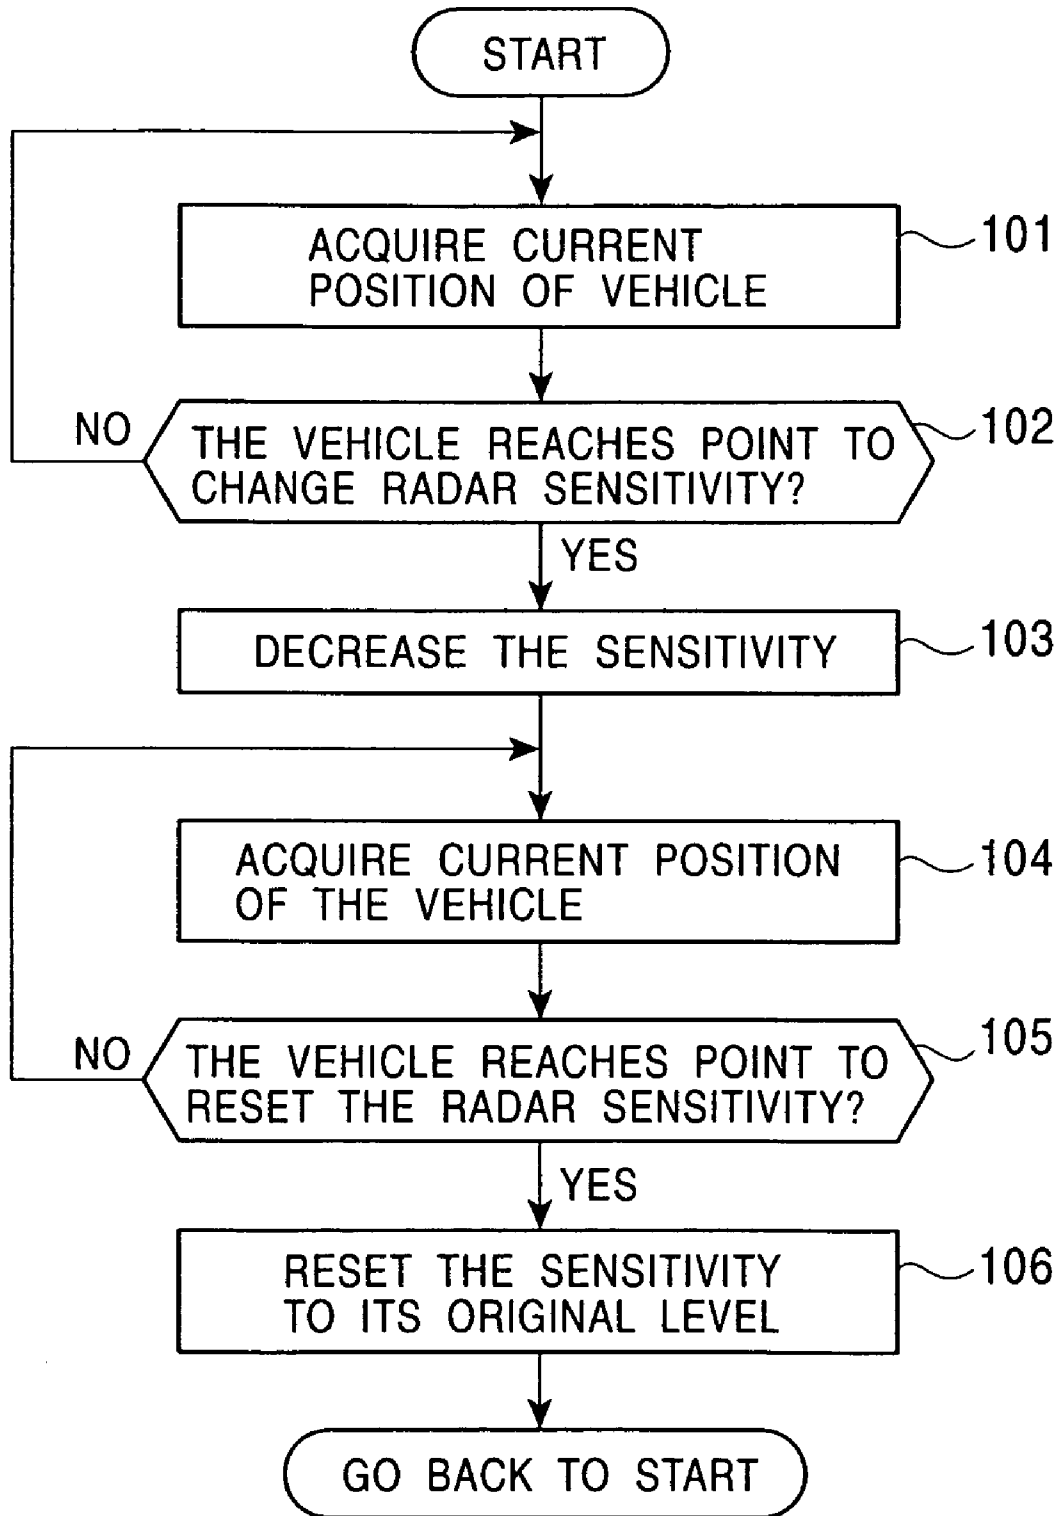 START
ACQUIRE CURRENT
POSITION OF VEHICLE
101
NO
THE VEHICLE REACHES POINT TO
CHANGE RADAR SENSITIVITY?
102
YES
DECREASE THE SENSITIVITY
103
ACQUIRE CURRENT POSITION
OF THE VEHICLE
104
NO
THE VEHICLE REACHES POINT TO
RESET THE RADAR SENSITIVITY?
105
YES
RESET THE SENSITIVITY
TO ITS ORIGINAL LEVEL
106
GO BACK TO START